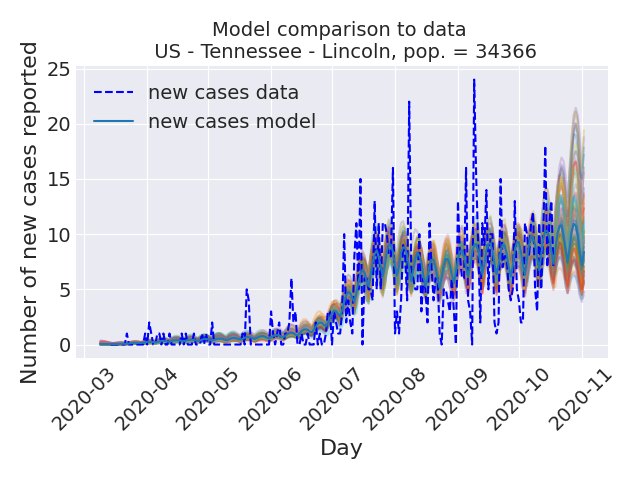 Model comparison to data
US - Tennessee - Lincoln, pop. = 34366
Number of new cases reported
25
20
15
10
5
0
new cases data
new cases model
2020-03
2020-04
2020-05
2020-06
2020-07
2020-08
2020-09
2020-10
2020-11
Day